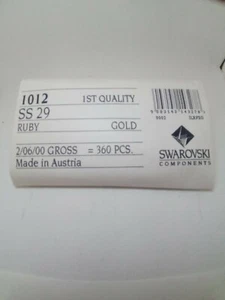 1012 1ST QUALITY
SS 29
RUBY GOLD
2/06/00 GROSS = 360 PCS.
Made in Austria
SWAROVSKI
COMPONENTS